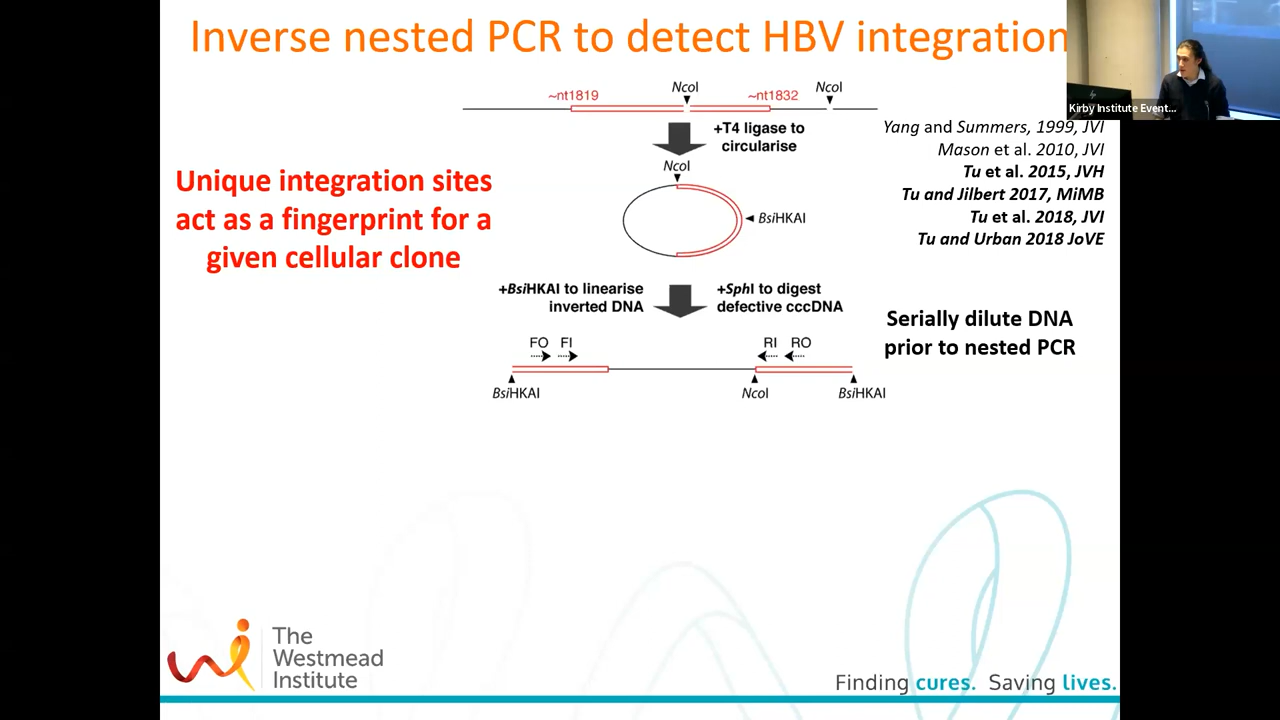 Inverse nested PCR to detect HBV integration
Kirby Institute Event...
NcoI
NcoI
~nt1819
~nt1832
+T4 ligase to
circularise
Yang and Summers, 1999, JVI
Mason et al. 2010, JVI
Tu et al. 2015, JVH
Tu and Jilbert 2017, MiMB
Tu et al. 2018, JVI
Tu and Urban 2018 JoVE
Unique integration sites
act as a fingerprint for a
given cellular clone
NcoI
BsiHKAI
+BsiHKAI to linearise
inverted DNA
+SphI to digest
defective cccDNA
Serially dilute DNA
prior to nested PCR
FO FI
RI RO
BsiHKAI
NcoI
BsiHKAI
The
Westmead
Institute
Finding cures. Saving lives.